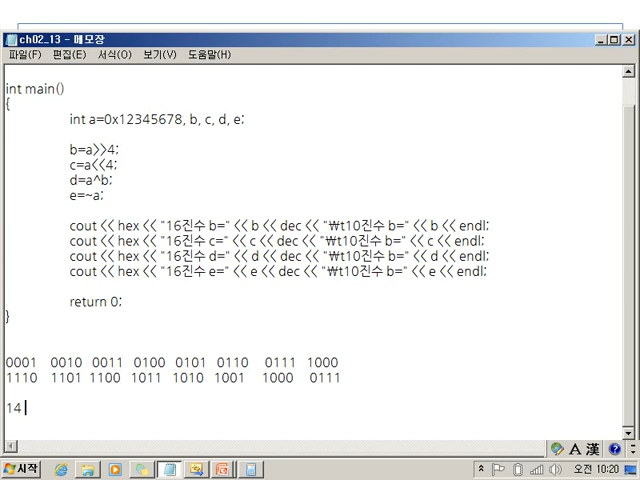 ch02_13 - 메모장
파일(F) 편집(E) 서식(O) 보기(V) 도움말(H)
int main()
{
int a=0x12345678, b, c, d, e;
b=a>>4;
c=a<<4;
d=a^b;
e=~a;
cout << hex << "16진수 b=" << b << dec << "₩t10진수 b=" << b << endl;
cout << hex << "16진수 c=" << c << dec << "₩t10진수 b=" << c << endl;
cout << hex << "16진수 d=" << d << dec << "₩t10진수 b=" << d << endl;
cout << hex << "16진수 e=" << e << dec << "₩t10진수 b=" << e << endl;
return 0;
}
0001 0010 0011 0100 0101 0110 0111 1000
1110 1101 1100 1011 1010 1001 1000 0111
14
A 漢
시작 오전 10:20